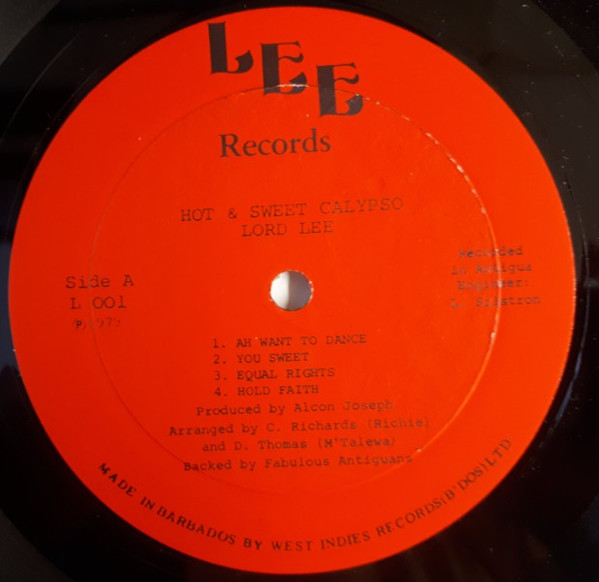 LEE
Records
HOT & SWEET CALYPSO
LORD LEE
Side A
L 001
℗ 1979
Recorded
in Antigua
Engineer:
1. AH WANT TO DANCE
2. YOU SWEET
3. EQUAL RIGHTS
4. HOLD FAITH
Produced by Alcon Joseph
Arranged by C. Richards (Richie)
and D. Thomas (M'Talewa)
Backed by Fabulous Antiguans
MADE IN BARBADOS BY WEST INDIES RECORDS (B'DOS) LTD